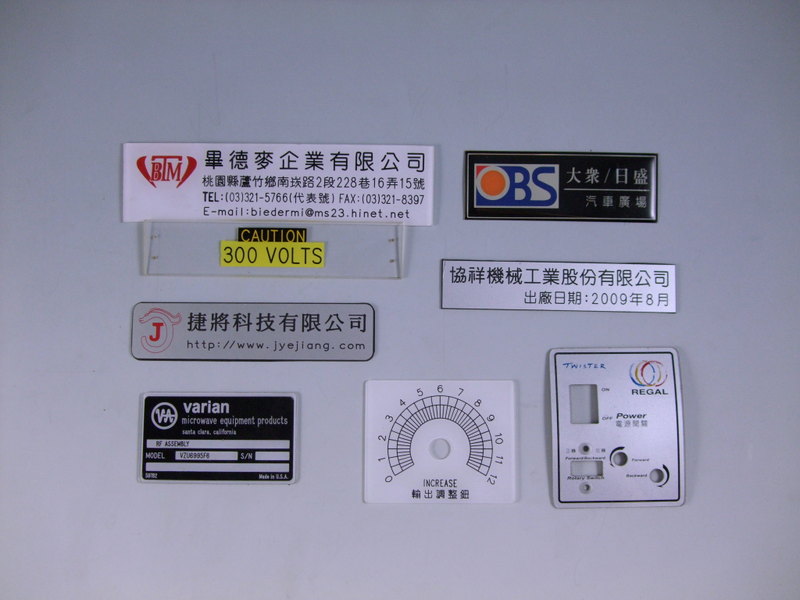 BTM
畢德麥企業有限公司
桃園縣蘆竹鄉南崁路2段228巷16弄15號
TEL:(03)321-5766(代表號) FAX:(03)321-8397
E-mail:biedermi@ms23.hinet.net
OBS
大衆/日盛
汽車廣場
CAUTION
300 VOLTS
協祥機械工業股份有限公司
出廠日期:2009年8月
J
捷將科技有限公司
http://www.jyejiang.com
varian
microwave equipment products
santa clara, california
RF ASSEMBLY
MODEL VZU6995F6 S/N
58782
Made in U.S.A.
0 1 2 3 4 5 6 7 8 9 10 11 12
INCREASE
輸出調整鈕
TWISTER
REGAL
ON
OFF
Power
電源開關
正轉
Forward
Backward
Rotary Switch
Forward
Backward